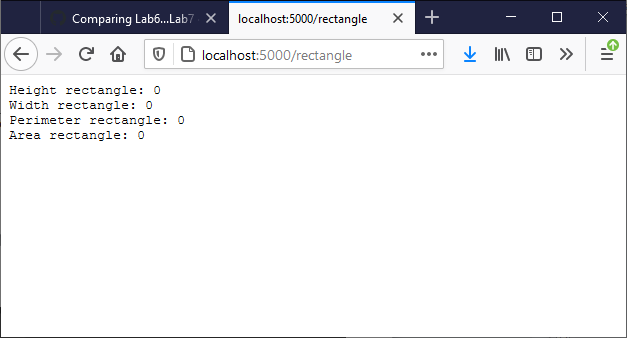 Comparing Lab6...Lab7
localhost:5000/rectangle
localhost:5000/rectangle
Height rectangle: 0
Width rectangle: 0
Perimeter rectangle: 0
Area rectangle: 0